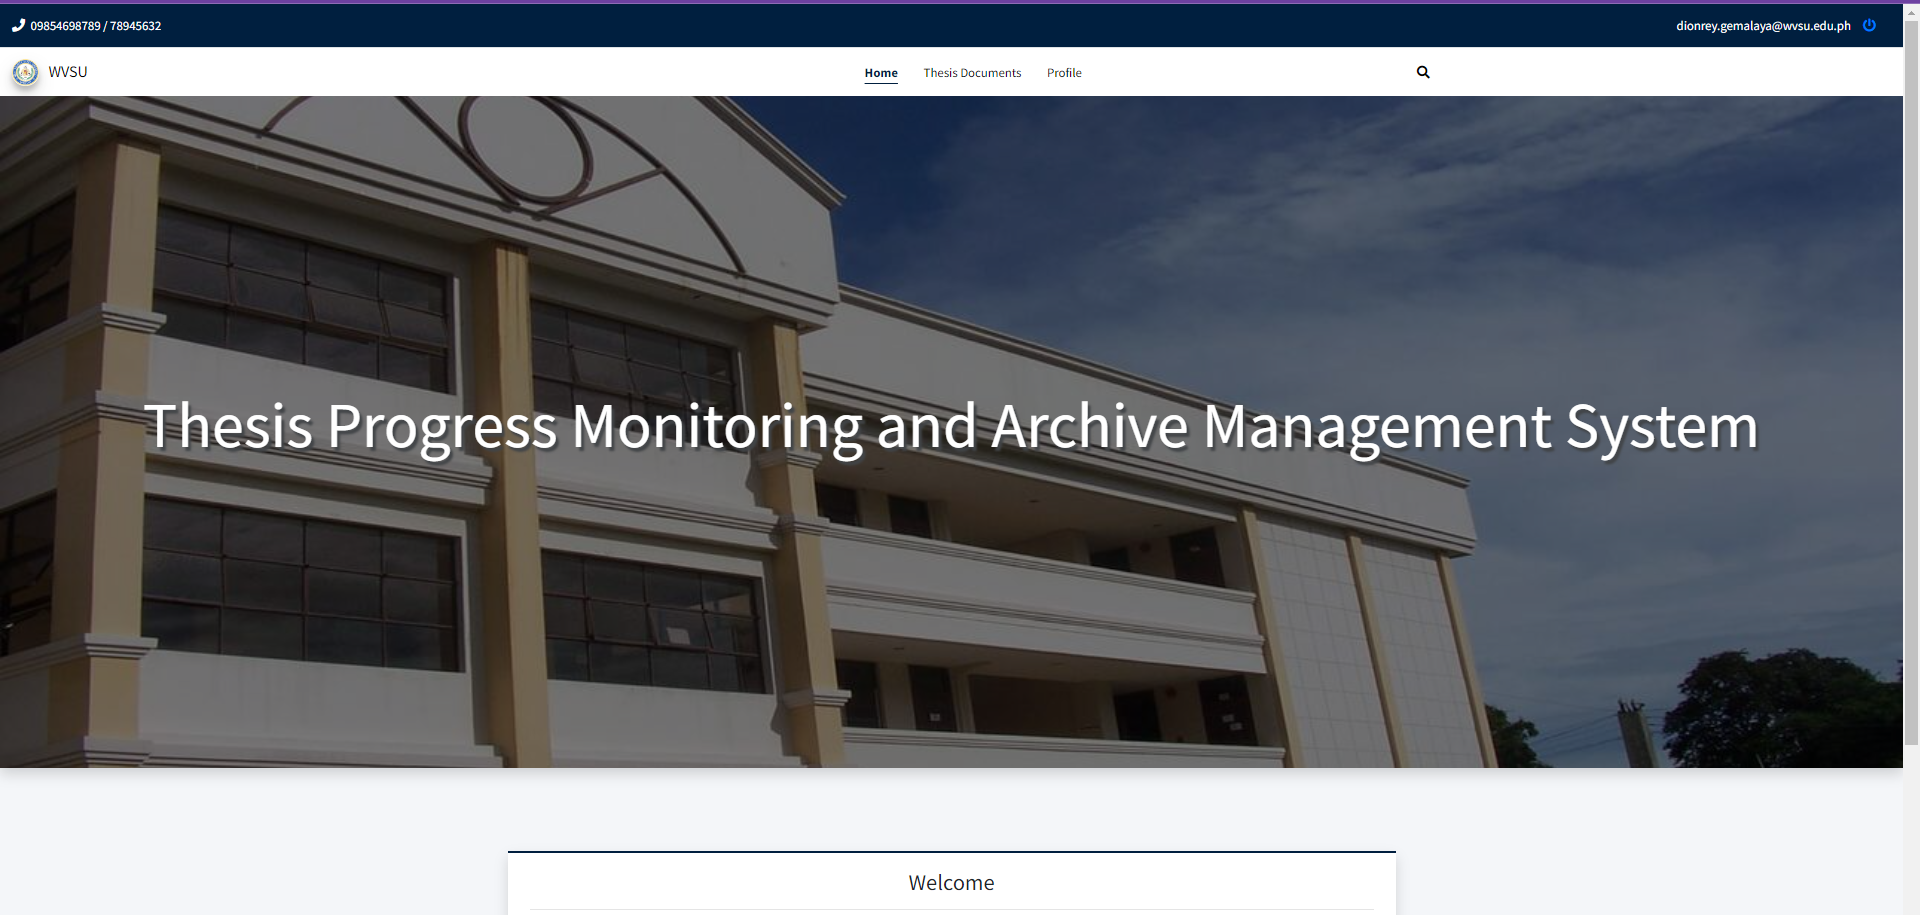 09854698789 / 78945632
dionrey.gemalaya@wvsu.edu.ph
WVSU
Home
Thesis Documents
Profile
Thesis Progress Monitoring and Archive Management System
Welcome